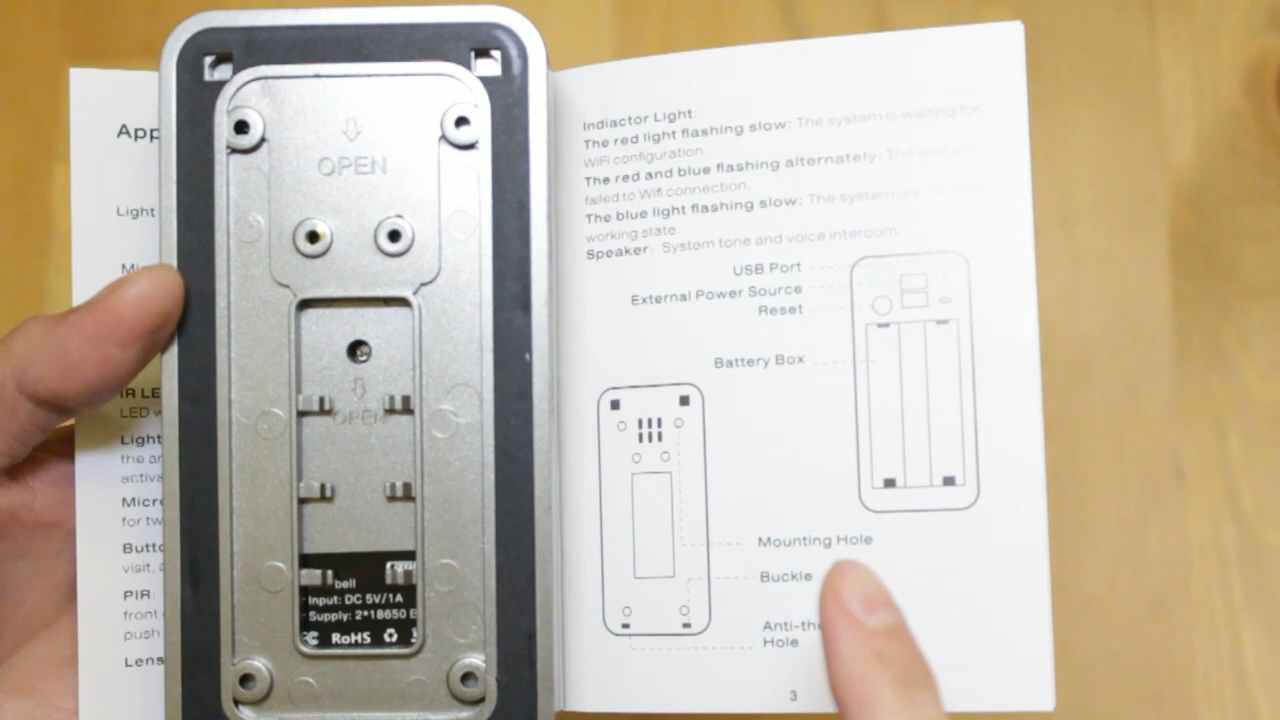 App
Light
Mic
IR LE
LED w
Light
the am
activa
Micro
for tw
Butto
visit, a
PIR:
front
push
Lens
OPEN
OPEN
bell
Input: DC 5V/1A
Supply: 2*18650 B
RoHS
Indiactor Light:
The red light flashing slow: The system is waiting for
WiFi configuration.
The red and blue flashing alternately: The system
failed to Wifi connection.
The blue light flashing slow: The system is
working state.
Speaker: System tone and voice intercom.
USB Port
External Power Source
Reset
Battery Box
Mounting Hole
Buckle
Anti-the
Hole
3